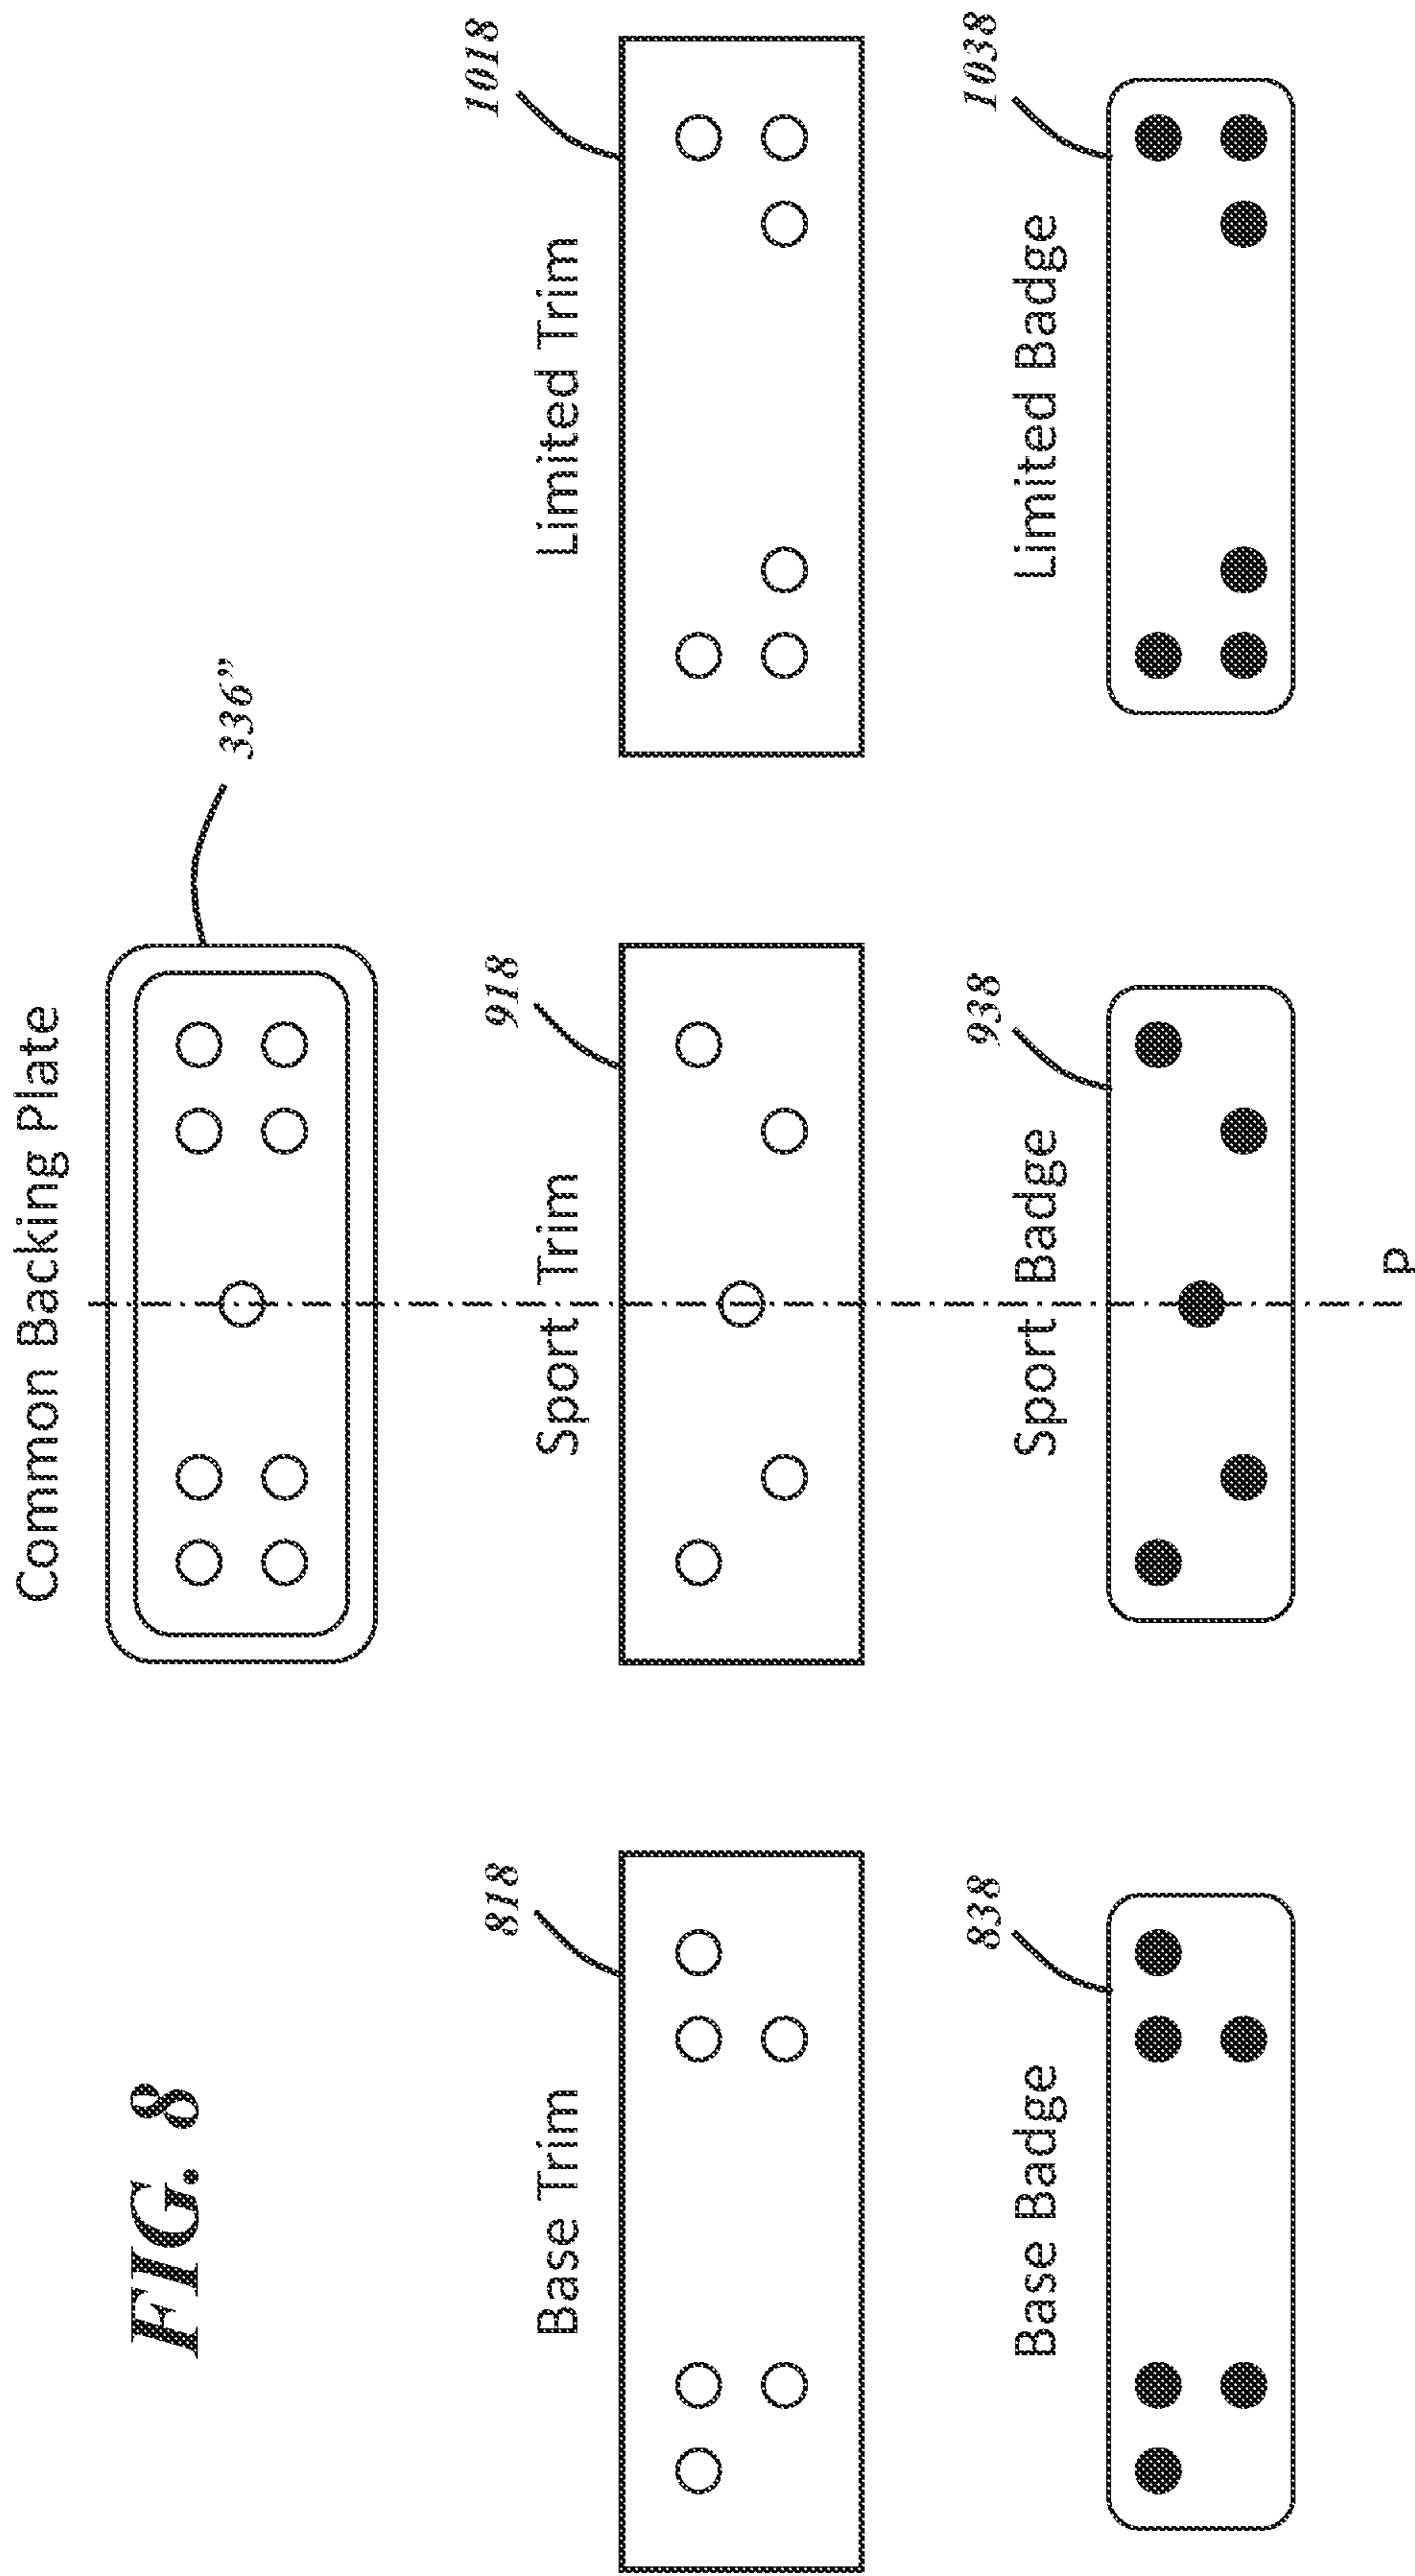 FIG. 8
Common Backing Plate
336”
Base Trim
818
Sport Trim
918
Limited Trim
1018
Base Badge
838
Sport Badge
938
Limited Badge
1038
P